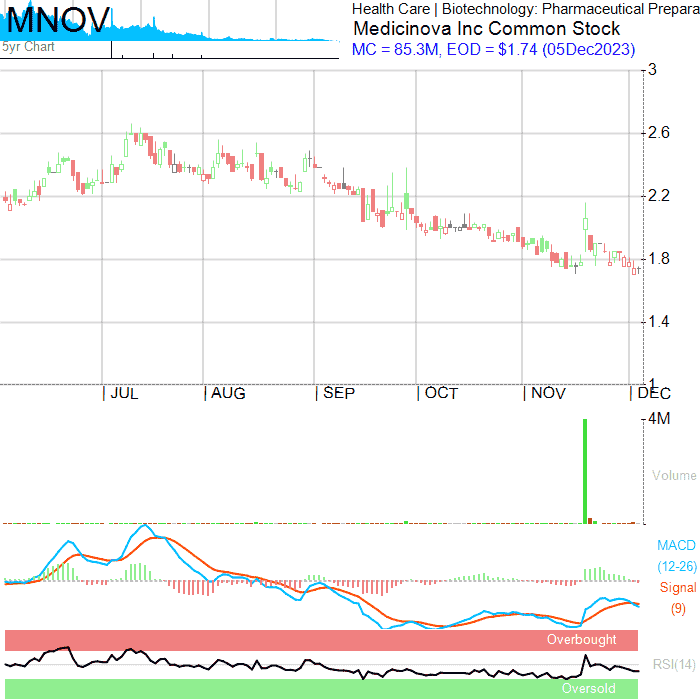 MNOV
5yr Chart
Health Care | Biotechnology: Pharmaceutical Prepara
Medicinova Inc Common Stock
MC = 85.3M, EOD = $1.74 (05Dec2023)
3
2.6
2.2
1.8
1.4
1
| JUL | AUG | SEP | OCT | NOV | DEC
4M
Volume
MACD
(12-26)
Signal
(9)
Overbought
RSI(14)
Oversold